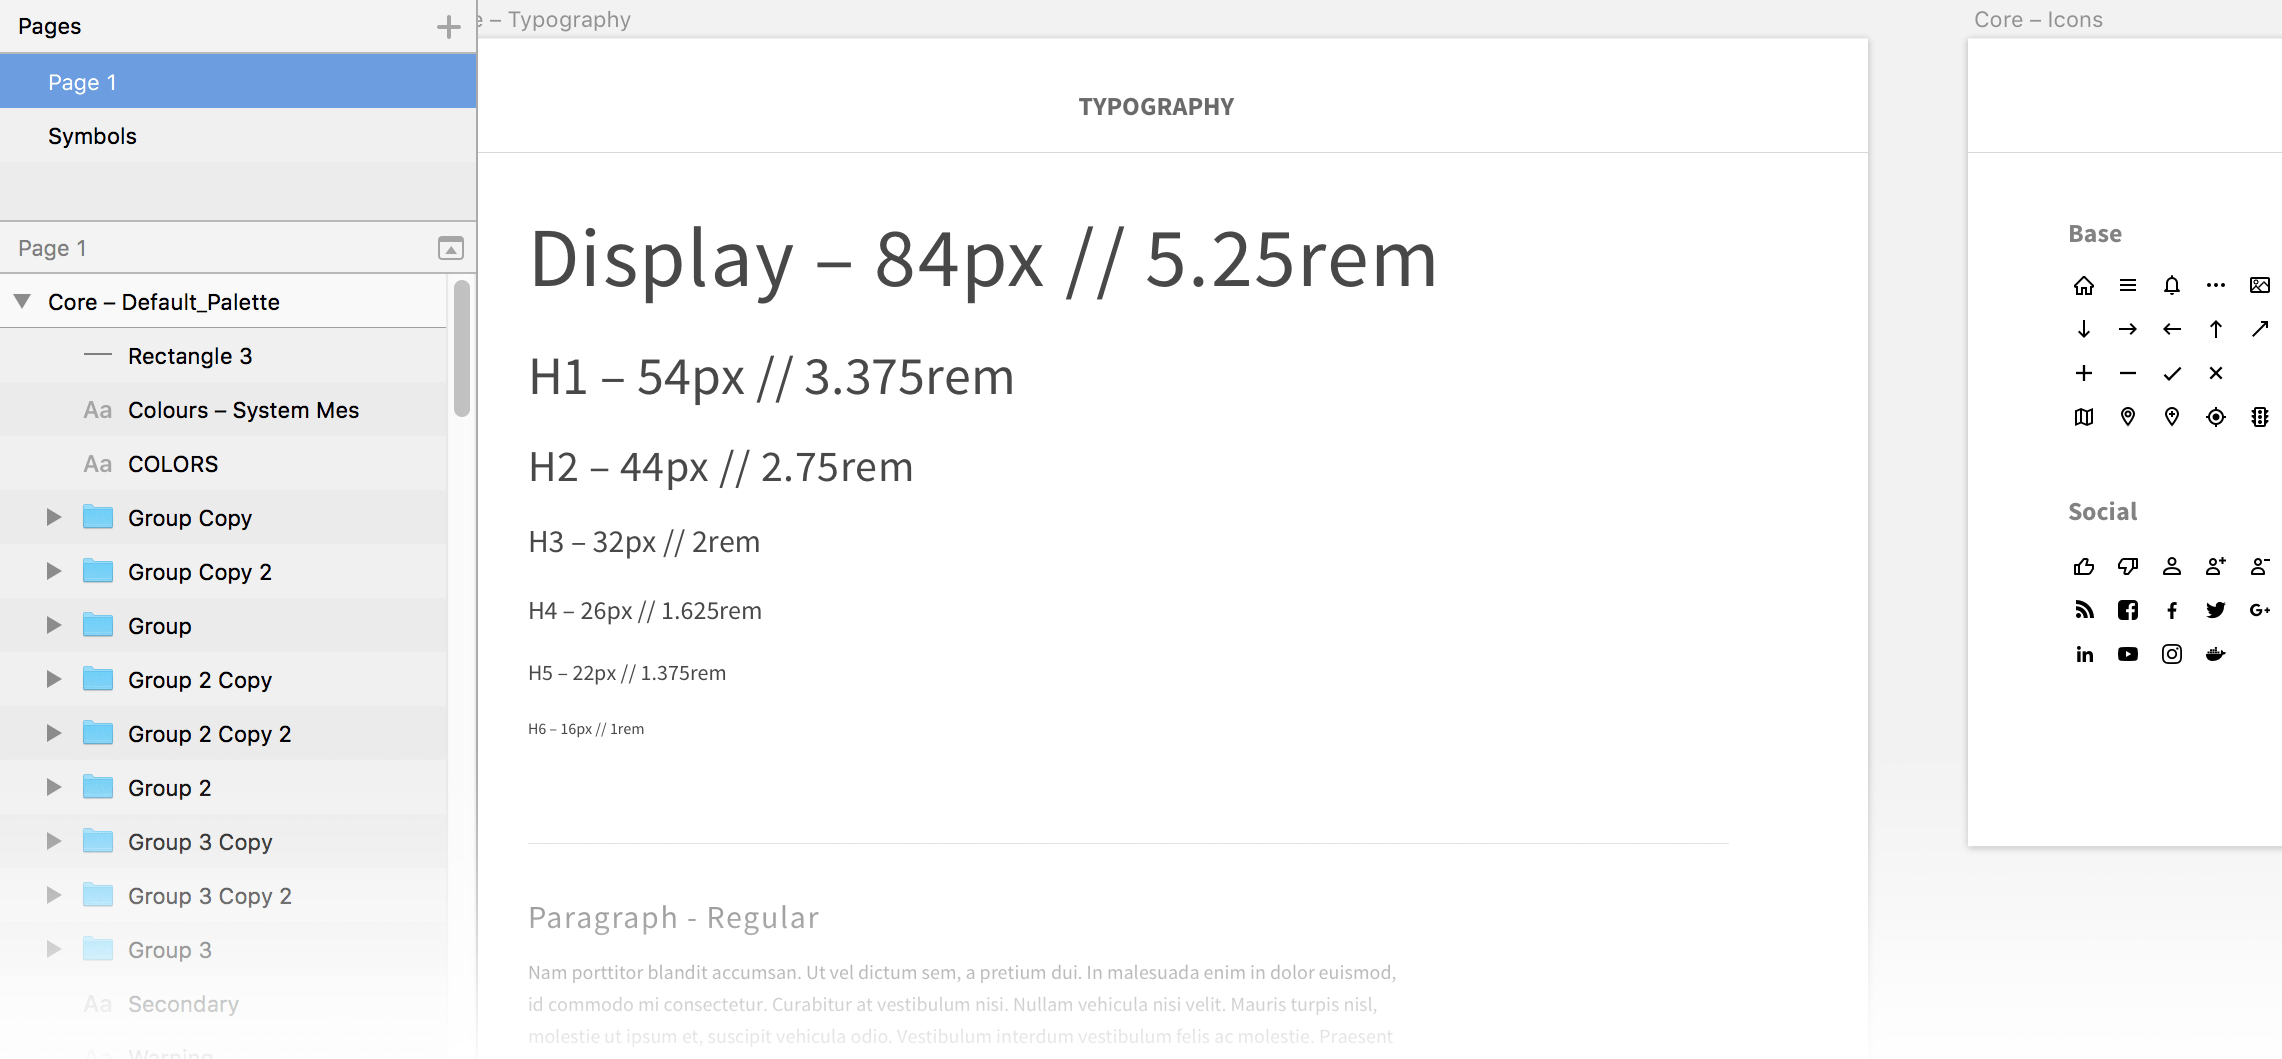 Pages
Page 1
Symbols
Page 1
Core – Default_Palette
Rectangle 3
Aa Colours – System Mes
Aa COLORS
Group Copy
Group Copy 2
Group
Group 2 Copy
Group 2 Copy 2
Group 2
Group 3 Copy
Group 3 Copy 2
Group 3
Aa Secondary
Aa Warning
e – Typography
TYPOGRAPHY
Display – 84px // 5.25rem
H1 – 54px // 3.375rem
H2 – 44px // 2.75rem
H3 – 32px // 2rem
H4 – 26px // 1.625rem
H5 – 22px // 1.375rem
H6 – 16px // 1rem
Paragraph - Regular
Nam porttitor blandit accumsan. Ut vel dictum sem, a pretium dui. In malesuada enim in dolor euismod,
id commodo mi consectetur. Curabitur at vestibulum nisi. Nullam vehicula nisi velit. Mauris turpis nisl,
molestie ut ipsum et, suscipit vehicula odio. Vestibulum interdum vestibulum felis ac molestie. Praesent
Core – Icons
Base
Social